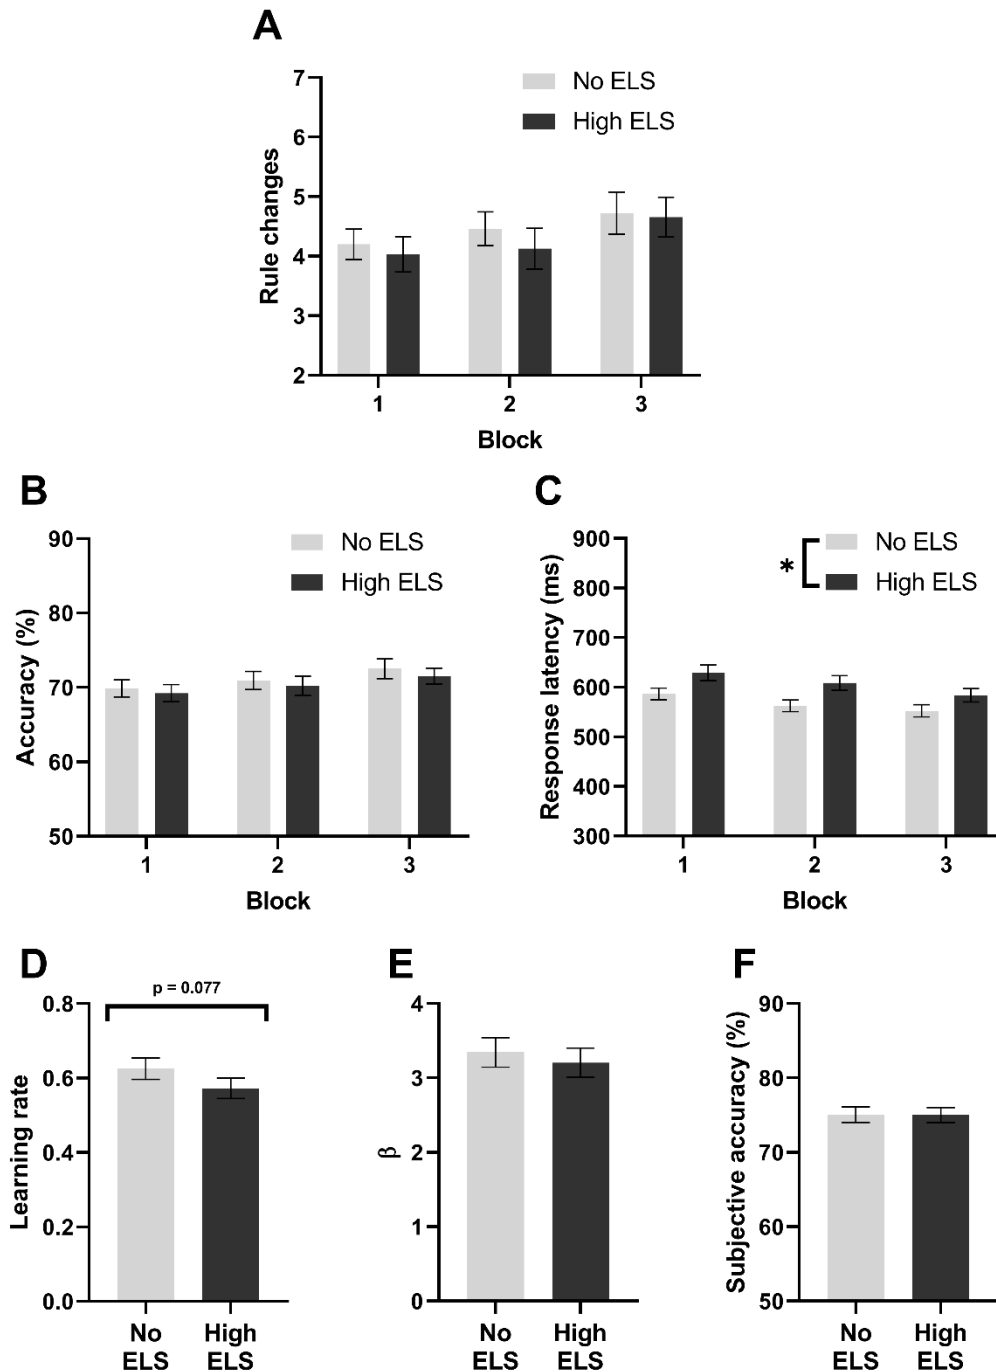 A
No ELS
High ELS
Rule changes
7
6
5
4
3
2
1 2 3
Block
B
No ELS
High ELS
Accuracy (%)
90
80
70
60
50
1 2 3
Block
C
*
No ELS
High ELS
Response latency (ms)
900
800
700
600
500
400
300
1 2 3
Block
D
p = 0.077
Learning rate
0.8
0.6
0.4
0.2
0.0
No ELS
High ELS
E
β
4
3
2
1
0
No ELS
High ELS
F
Subjective accuracy (%)
90
80
70
60
50
No ELS
High ELS